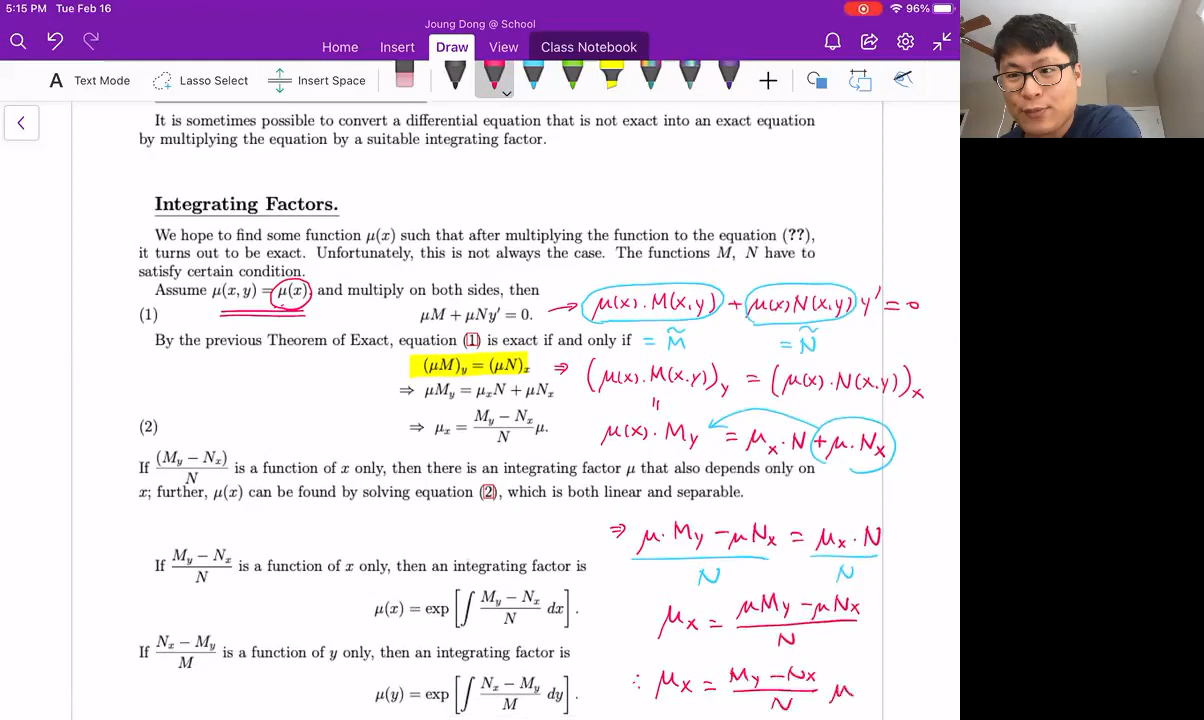 5:15 PM Tue Feb 16
96%
Joung Dong @ School
Home Insert Draw View Class Notebook
A Text Mode Lasso Select Insert Space
It is sometimes possible to convert a differential equation that is not exact into an exact equation
by multiplying the equation by a suitable integrating factor.
Integrating Factors.
We hope to find some function μ(x) such that after multiplying the function to the equation (??),
it turns out to be exact. Unfortunately, this is not always the case. The functions M, N have to
satisfy certain condition.
Assume μ(x, y) = μ(x), and multiply on both sides, then
(1) μM + μNy′ = 0. → μ(x)·M(x,y) + μ(x)N(x,y) y' = 0
By the previous Theorem of Exact, equation (1) is exact if and only if = M̃ = Ñ
(μM)_y = (μN)_x ⇒ (μ(x)·M(x,y))_y = (μ(x)·N(x,y))_x
⇒ μM_y = μ_xN + μN_x
"
(2) ⇒ μ_x = (M_y − N_x)/N μ. μ(x)·M_y = μ_x·N + μ·N_x
If (M_y − N_x)/N is a function of x only, then there is an integrating factor μ that also depends only on
x; further, μ(x) can be found by solving equation (2), which is both linear and separable.
⇒ (μ·M_y − μN_x)/N = (μ_x·N)/N
If (M_y − N_x)/N is a function of x only, then an integrating factor is
μ(x) = exp[∫ (M_y − N_x)/N dx].
μ_x = (μM_y − μN_x)/N
If (N_x − M_y)/M is a function of y only, then an integrating factor is
μ(y) = exp[∫ (N_x − M_y)/M dy].
∴ μ_x = (M_y − N_x)/N μ